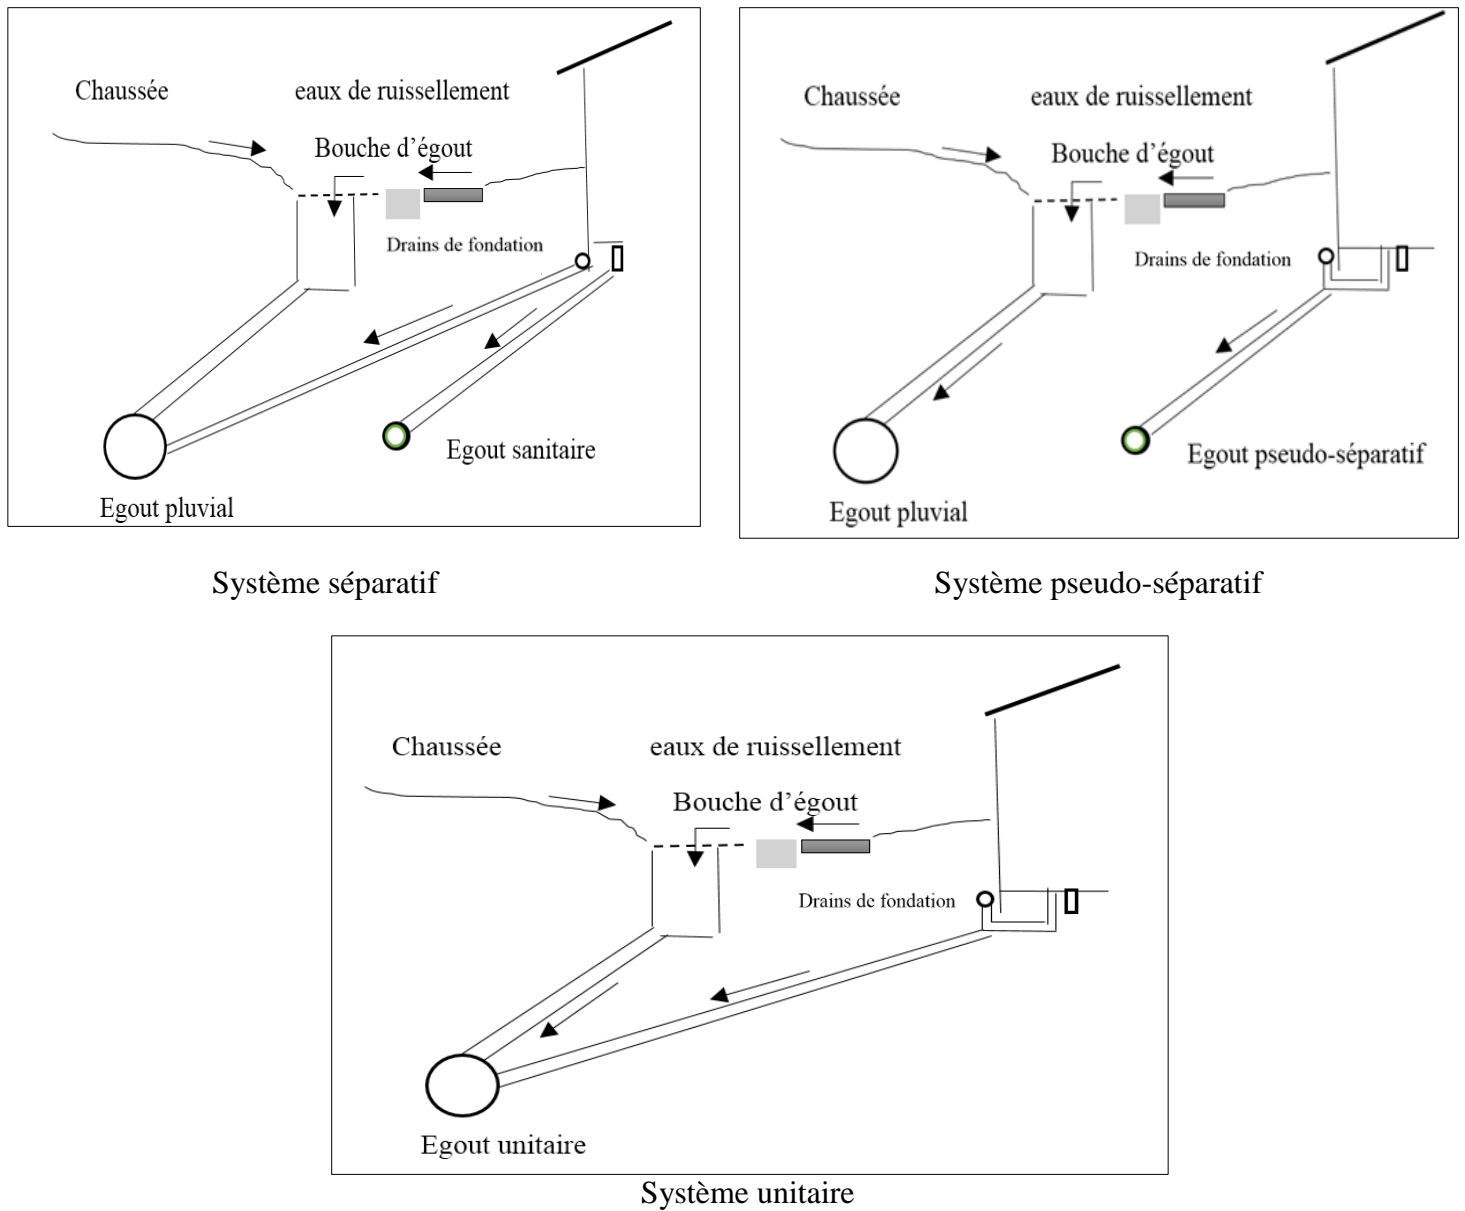 Chaussée
eaux de ruissellement
Bouche d'égout
Drains de fondation
Egout sanitaire
Egout pluvial
Système séparatif
Chaussée
eaux de ruissellement
Bouche d'égout
Drains de fondation
Egout pseudo-séparatif
Egout pluvial
Système pseudo-séparatif
Chaussée
eaux de ruissellement
Bouche d'égout
Drains de fondation
Egout unitaire
Système unitaire